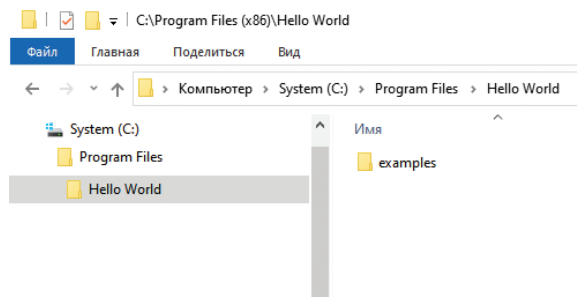 C:\Program Files (x86)\Hello World
Файл Главная Поделиться Вид
Компьютер > System (C:) > Program Files > Hello World
System (C:)
Program Files
Hello World
Имя
examples